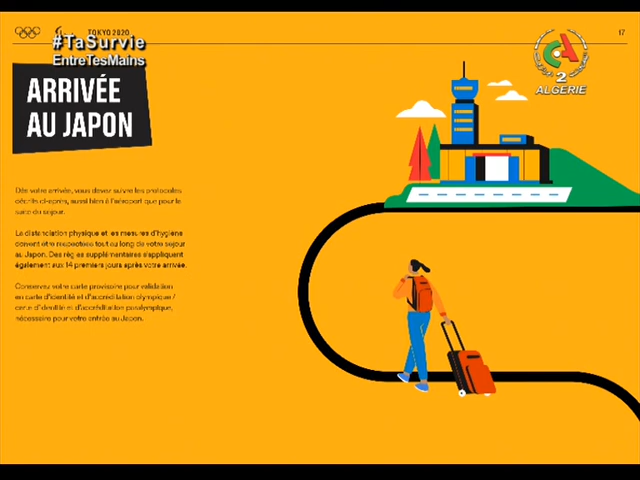 TOKYO 2020
17
#TaSurvie
EntreTesMains
2
ALGÉRIE
ARRIVÉE
AU JAPON
Dès votre arrivée, vous devez suivre les protocoles
décrits ci-après, aussi bien à l'aéroport que pour le
suite du séjour.
La distanciation physique et les mesures d'hygiène
doivent être respectées tout au long de votre séjour
au Japon. Des règles supplémentaires s'appliquent
également aux 14 premiers jours après votre arrivée.
Conservez votre carte provisoire pour validation
en carte d'identité et d'accréditation olympique /
carte d'identité et d'accréditation paralympique,
nécessaire pour votre entrée au Japon.